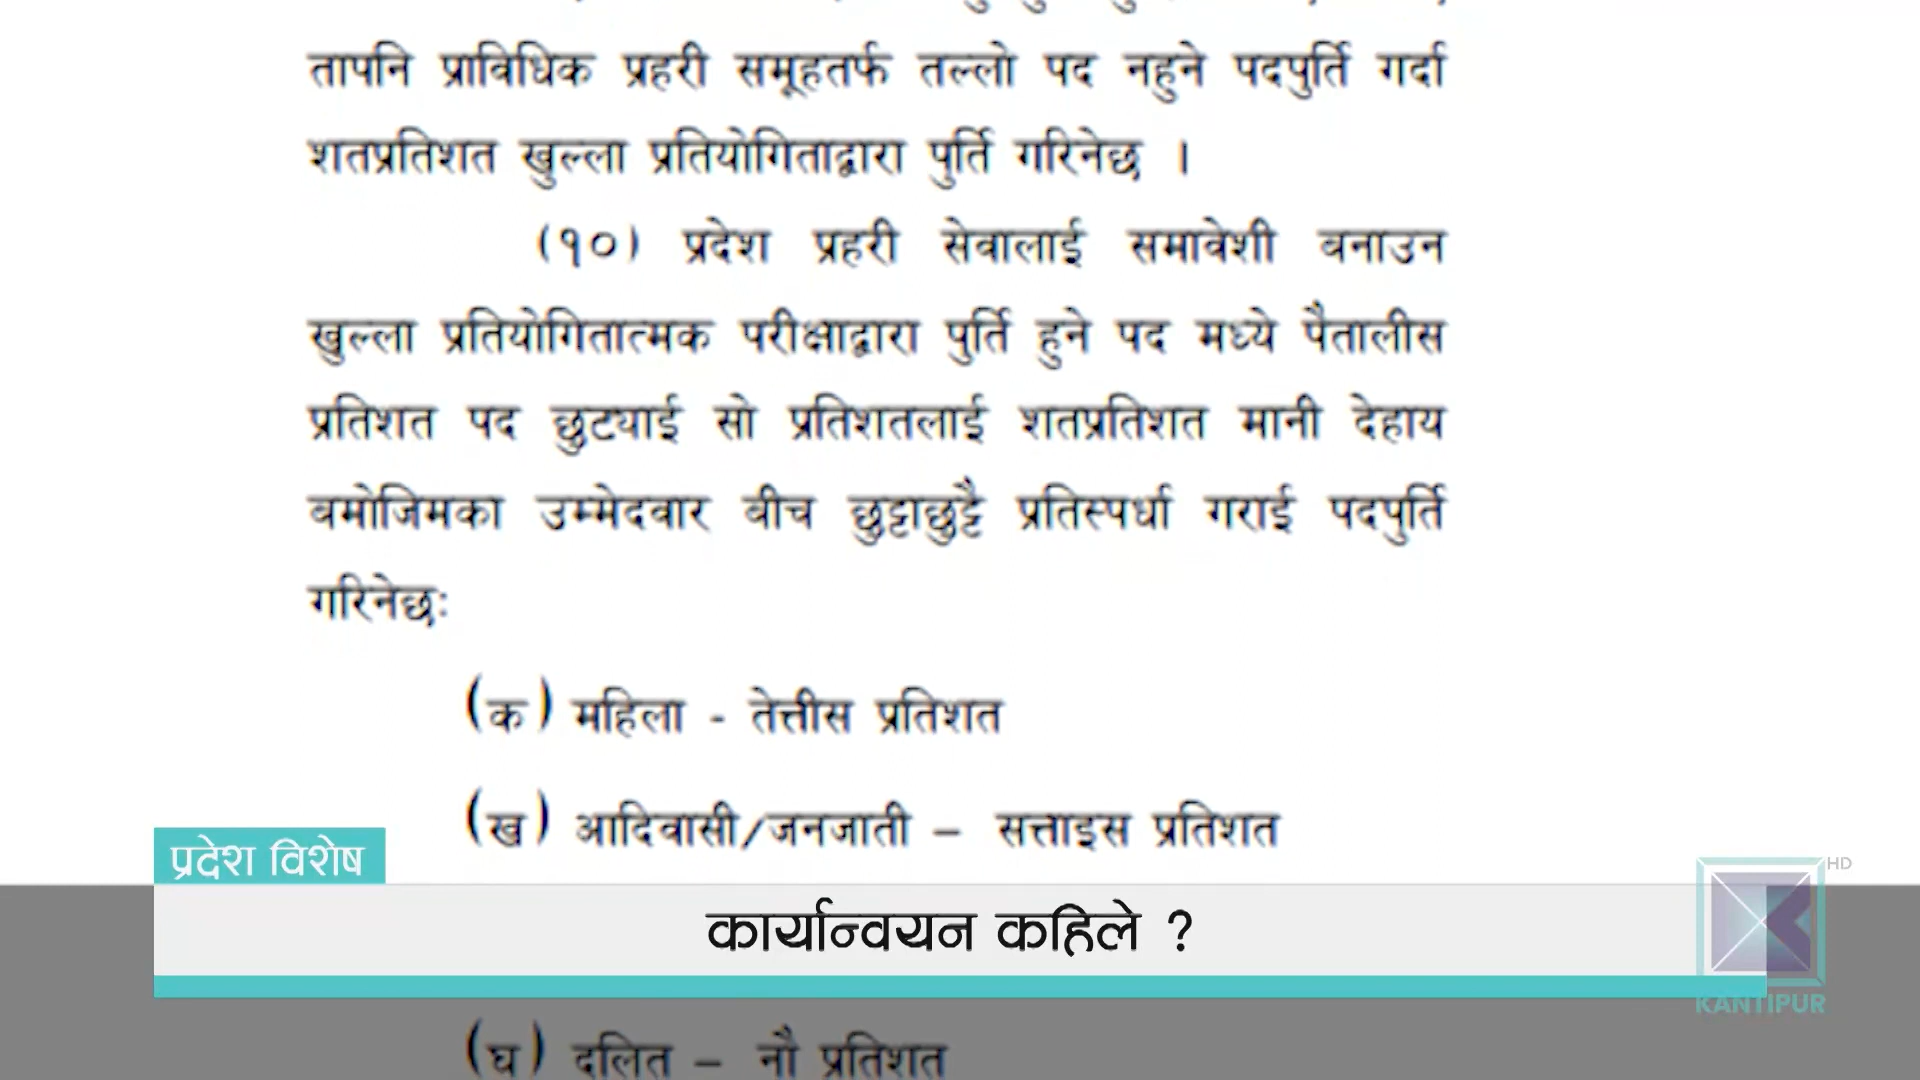 तापनि प्राविधिक प्रहरी समूहतर्फ तल्लो पद नहुने पदपुर्ति गर्दा
शतप्रतिशत खुल्ला प्रतियोगिताद्वारा पुर्ति गरिनेछ ।
(१०) प्रदेश प्रहरी सेवालाई समावेशी बनाउन
खुल्ला प्रतियोगितात्मक परीक्षाद्वारा पुर्ति हुने पद मध्ये पैतालीस
प्रतिशत पद छुट्याई सो प्रतिशतलाई शतप्रतिशत मानी देहाय
बमोजिमका उम्मेदवार बीच छुट्टाछुट्टै प्रतिस्पर्धा गराई पदपुर्ति
गरिनेछः
(क) महिला - तेत्तीस प्रतिशत
(ख) आदिवासी/जनजाती – सत्ताइस प्रतिशत
प्रदेश विशेष
HD
कार्यान्वयन कहिले ?
KANTIPUR
(घ) दलित – नौ प्रतिशत